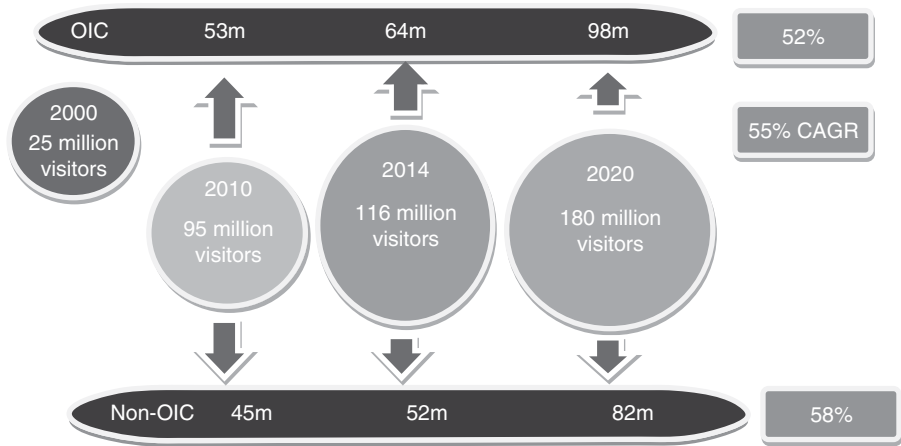 OIC 53m 64m 98m 52%
2000
25 million
visitors
55% CAGR
2010
95 million
visitors
2014
116 million
visitors
2020
180 million
visitors
Non-OIC 45m 52m 82m 58%